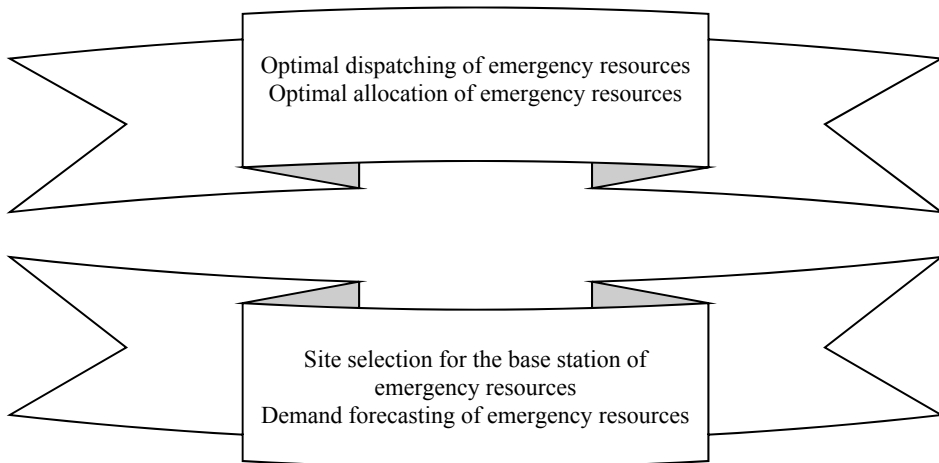 Optimal dispatching of emergency resources
Optimal allocation of emergency resources
Site selection for the base station of
emergency resources
Demand forecasting of emergency resources